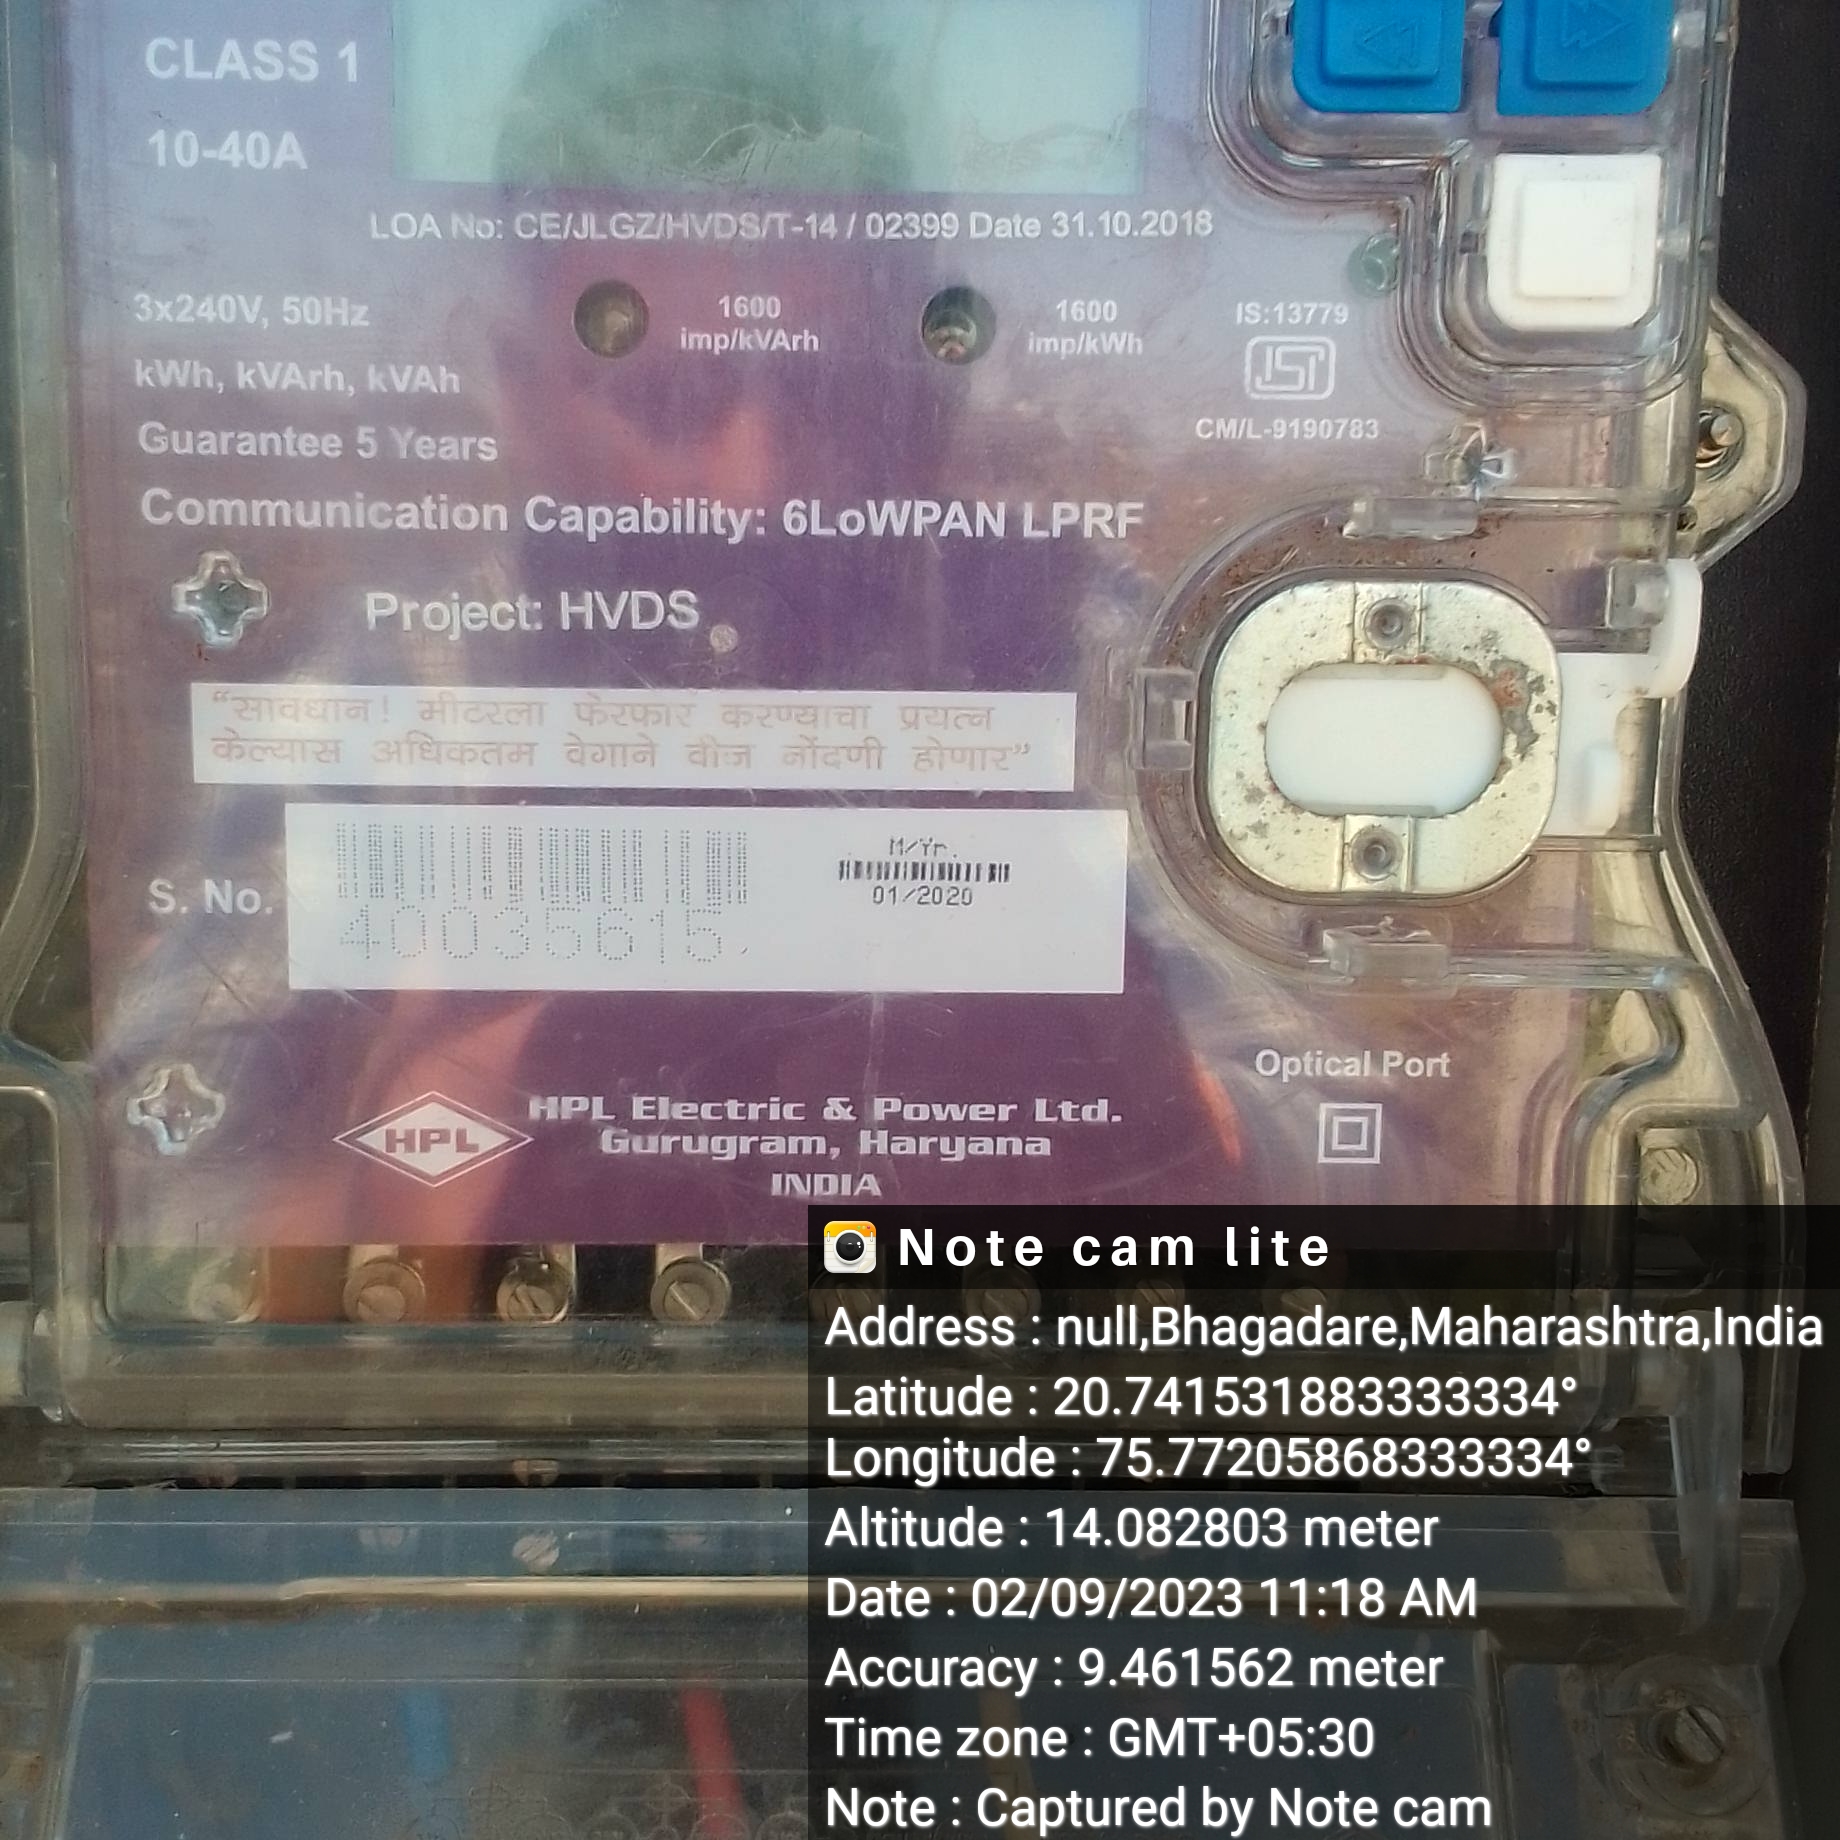 CLASS 1
10-40A
LOA No: CE/JLGZ/HVDS/T-14 / 02399 Date 31.10.2018
3x240V, 50Hz
1600
imp/kVArh
1600
imp/kWh
IS:13779
ISI
kWh, kVArh, kVAh
CM/L-9190783
Guarantee 5 Years
Communication Capability: 6LoWPAN LPRF
Project: HVDS
“सावधान! मीटरला फेरफार करण्याचा प्रयत्न
केल्यास अधिकतम वेगाने वीज नोंदणी होणार”
S. No.
40035615
M/Yr.
01/2020
Optical Port
HPL
HPL Electric & Power Ltd.
Gurugram, Haryana
INDIA
Note cam lite
Address : null,Bhagadare,Maharashtra,India
Latitude : 20.741531883333334°
Longitude : 75.77205868333334°
Altitude : 14.082803 meter
Date : 02/09/2023 11:18 AM
Accuracy : 9.461562 meter
Time zone : GMT+05:30
Note : Captured by Note cam